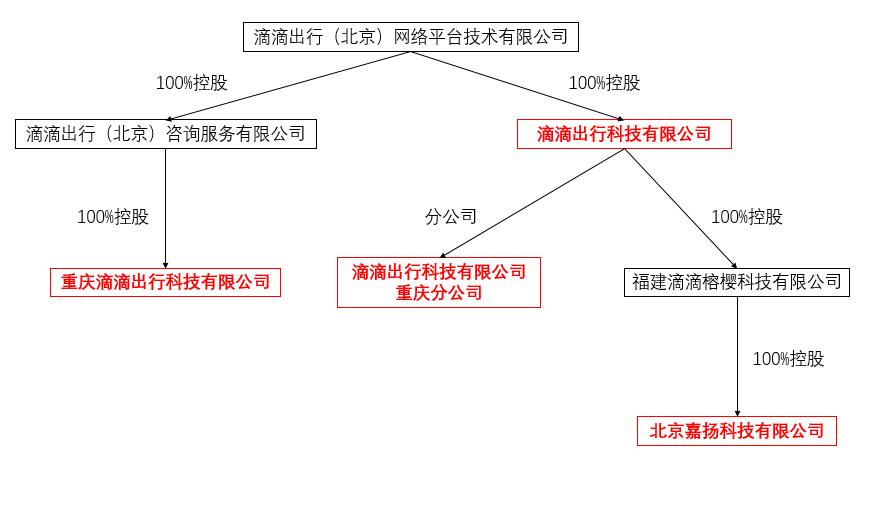 滴滴出行（北京）网络平台技术有限公司
100%控股
100%控股
滴滴出行（北京）咨询服务有限公司
滴滴出行科技有限公司
100%控股
分公司
100%控股
重庆滴滴出行科技有限公司
滴滴出行科技有限公司
重庆分公司
福建滴滴榕樱科技有限公司
100%控股
北京嘉扬科技有限公司